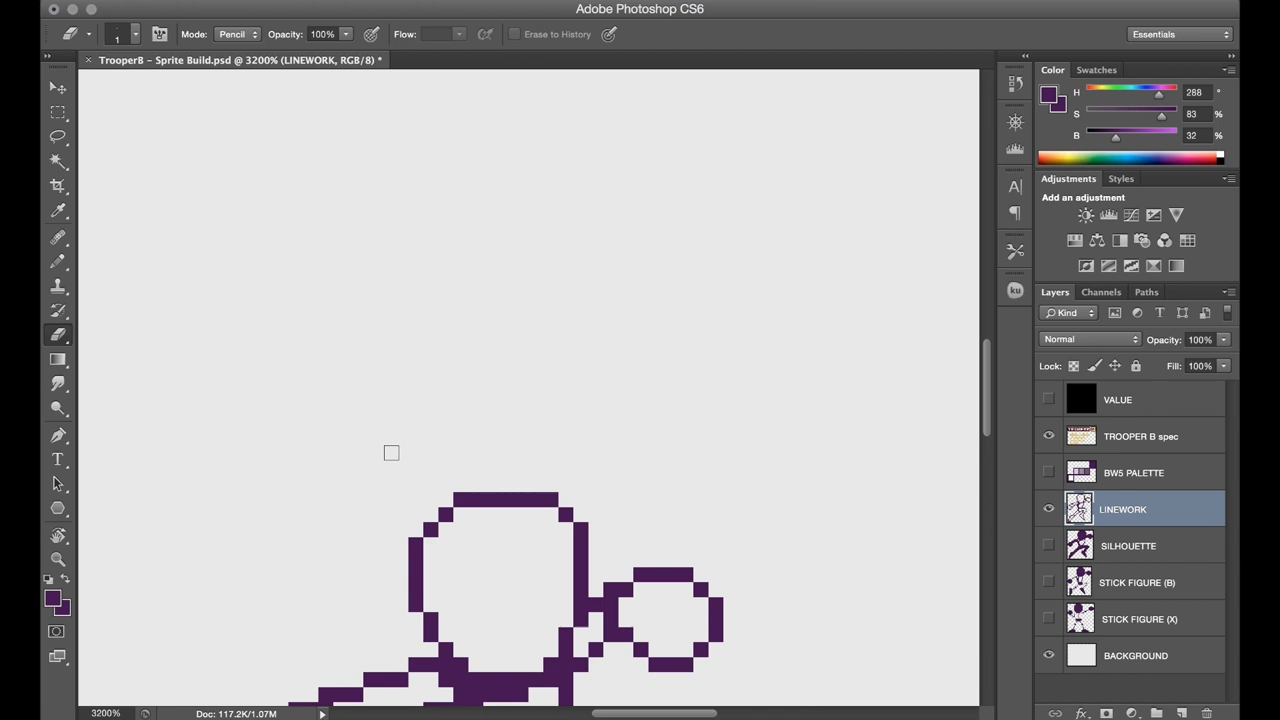 Adobe Photoshop CS6
1 Mode: Pencil Opacity: 100% Flow: Erase to History Essentials
× TrooperB – Sprite Build.psd @ 3200% (LINEWORK, RGB/8) *
Color Swatches
H 288 °
S 83 %
B 32 %
Adjustments Styles
Add an adjustment
Layers Channels Paths
Kind
Normal Opacity: 100%
Lock: Fill: 100%
VALUE
TROOPER B spec
BW5 PALETTE
LINEWORK
SILHOUETTE
STICK FIGURE (B)
STICK FIGURE (X)
BACKGROUND
A|
ku
T
fx
3200% Doc: 117.2K/1.07M